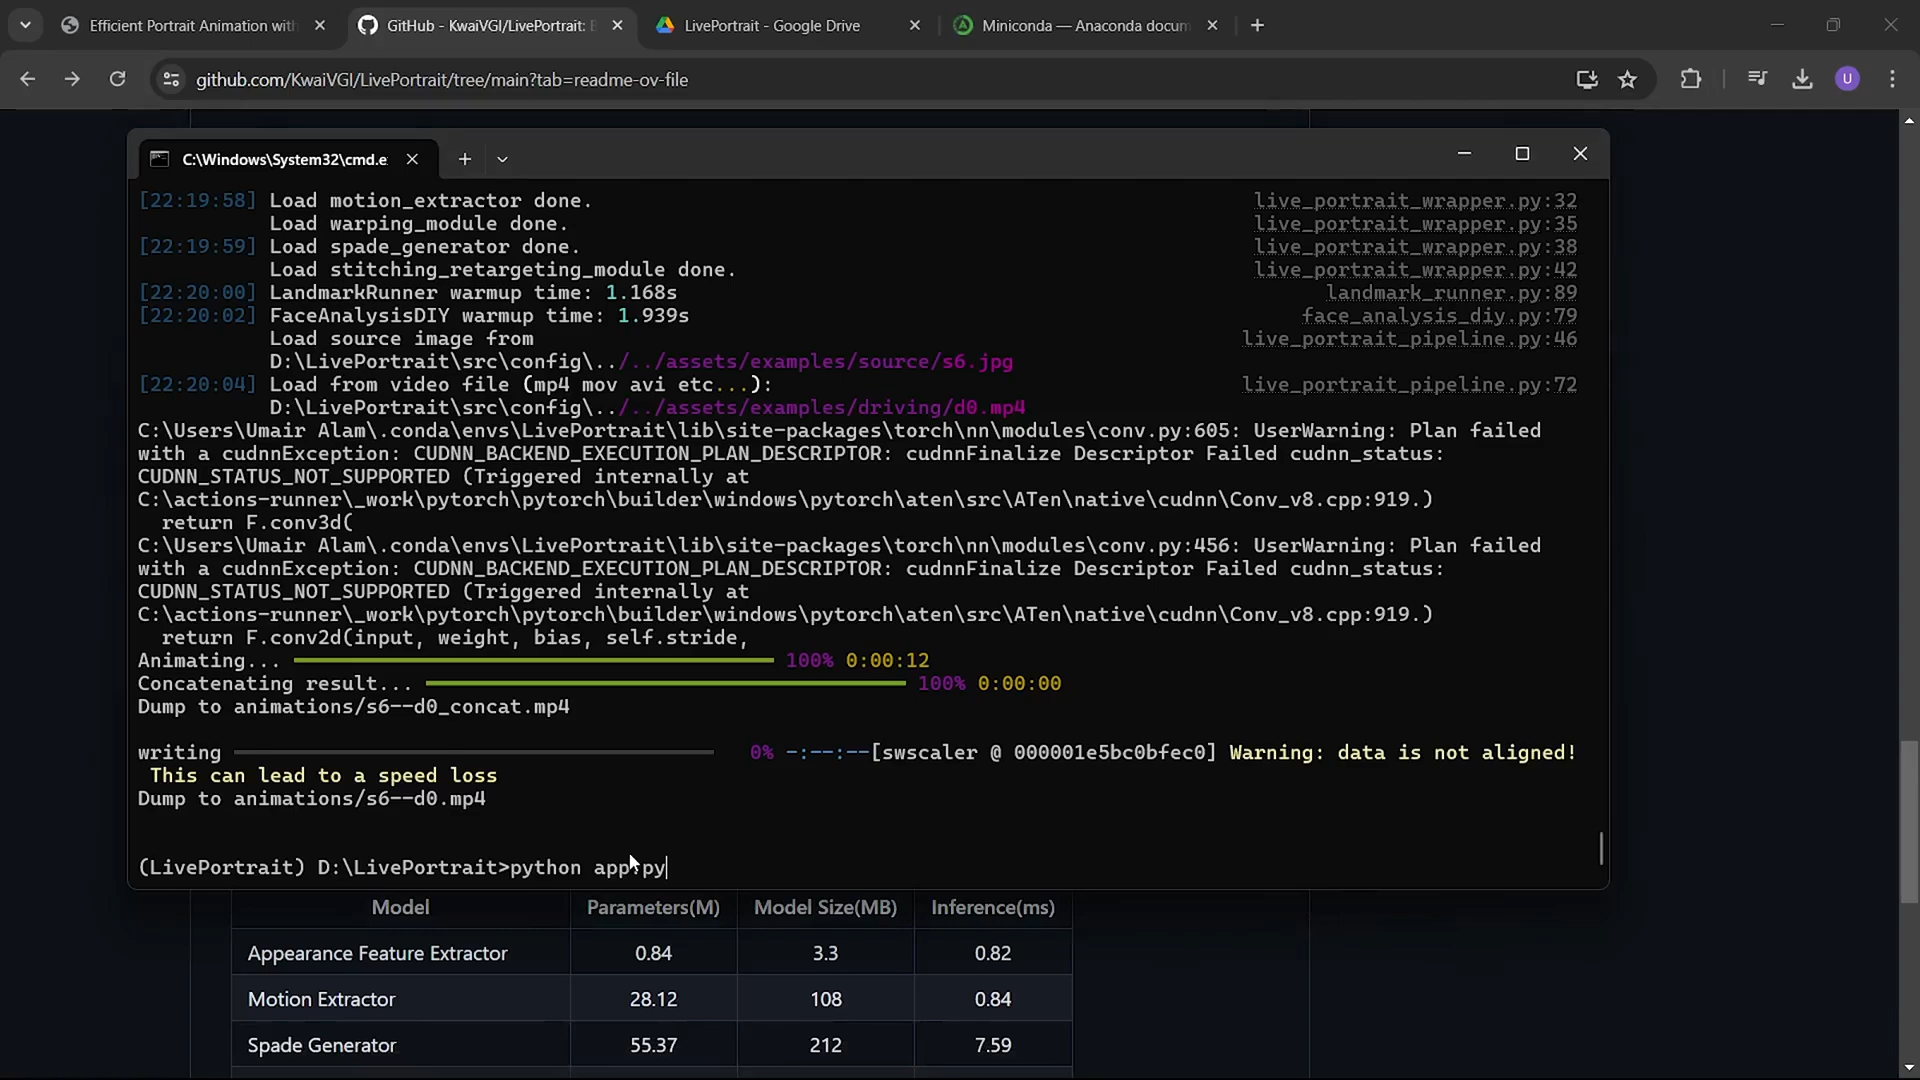 Efficient Portrait Animation with
GitHub - KwaiVGI/LivePortrait: B
LivePortrait - Google Drive
Miniconda — Anaconda docum
github.com/KwaiVGI/LivePortrait/tree/main?tab=readme-ov-file
U
C:\Windows\System32\cmd.e
[22:19:58] Load motion_extractor done. live_portrait_wrapper.py:32
Load warping_module done. live_portrait_wrapper.py:35
[22:19:59] Load spade_generator done. live_portrait_wrapper.py:38
Load stitching_retargeting_module done. live_portrait_wrapper.py:42
[22:20:00] LandmarkRunner warmup time: 1.168s landmark_runner.py:89
[22:20:02] FaceAnalysisDIY warmup time: 1.939s face_analysis_diy.py:79
Load source image from live_portrait_pipeline.py:46
D:\LivePortrait\src\config\../../assets/examples/source/s6.jpg
[22:20:04] Load from video file (mp4 mov avi etc...): live_portrait_pipeline.py:72
D:\LivePortrait\src\config\../../assets/examples/driving/d0.mp4
C:\Users\Umair Alam\.conda\envs\LivePortrait\lib\site-packages\torch\nn\modules\conv.py:605: UserWarning: Plan failed
with a cudnnException: CUDNN_BACKEND_EXECUTION_PLAN_DESCRIPTOR: cudnnFinalize Descriptor Failed cudnn_status:
CUDNN_STATUS_NOT_SUPPORTED (Triggered internally at
C:\actions-runner\_work\pytorch\pytorch\builder\windows\pytorch\aten\src\ATen\native\cudnn\Conv_v8.cpp:919.)
return F.conv3d(
C:\Users\Umair Alam\.conda\envs\LivePortrait\lib\site-packages\torch\nn\modules\conv.py:456: UserWarning: Plan failed
with a cudnnException: CUDNN_BACKEND_EXECUTION_PLAN_DESCRIPTOR: cudnnFinalize Descriptor Failed cudnn_status:
CUDNN_STATUS_NOT_SUPPORTED (Triggered internally at
C:\actions-runner\_work\pytorch\pytorch\builder\windows\pytorch\aten\src\ATen\native\cudnn\Conv_v8.cpp:919.)
return F.conv2d(input, weight, bias, self.stride,
Animating... 100% 0:00:12
Concatenating result... 100% 0:00:00
Dump to animations/s6--d0_concat.mp4
writing 0% -:--:--[swscaler @ 000001e5bc0bfec0] Warning: data is not aligned!
This can lead to a speed loss
Dump to animations/s6--d0.mp4
(LivePortrait) D:\LivePortrait>python app.py
Model Parameters(M) Model Size(MB) Inference(ms)
Appearance Feature Extractor 0.84 3.3 0.82
Motion Extractor 28.12 108 0.84
Spade Generator 55.37 212 7.59